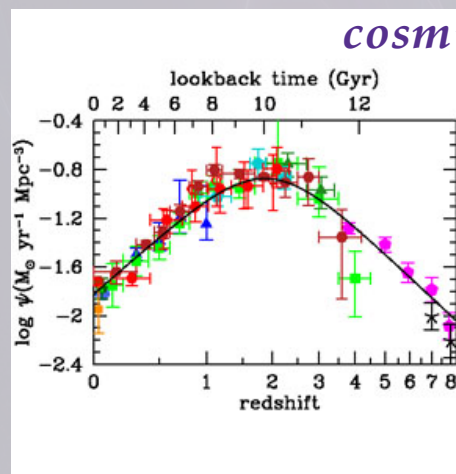 cosm
lookback time (Gyr)
0 2 4 6 8 10 12
-0.4
-0.8
-1.2
-1.6
-2
-2.4
log ψ(M☉ yr⁻¹ Mpc⁻³)
0 1 2 3 4 5 6 7 8
redshift